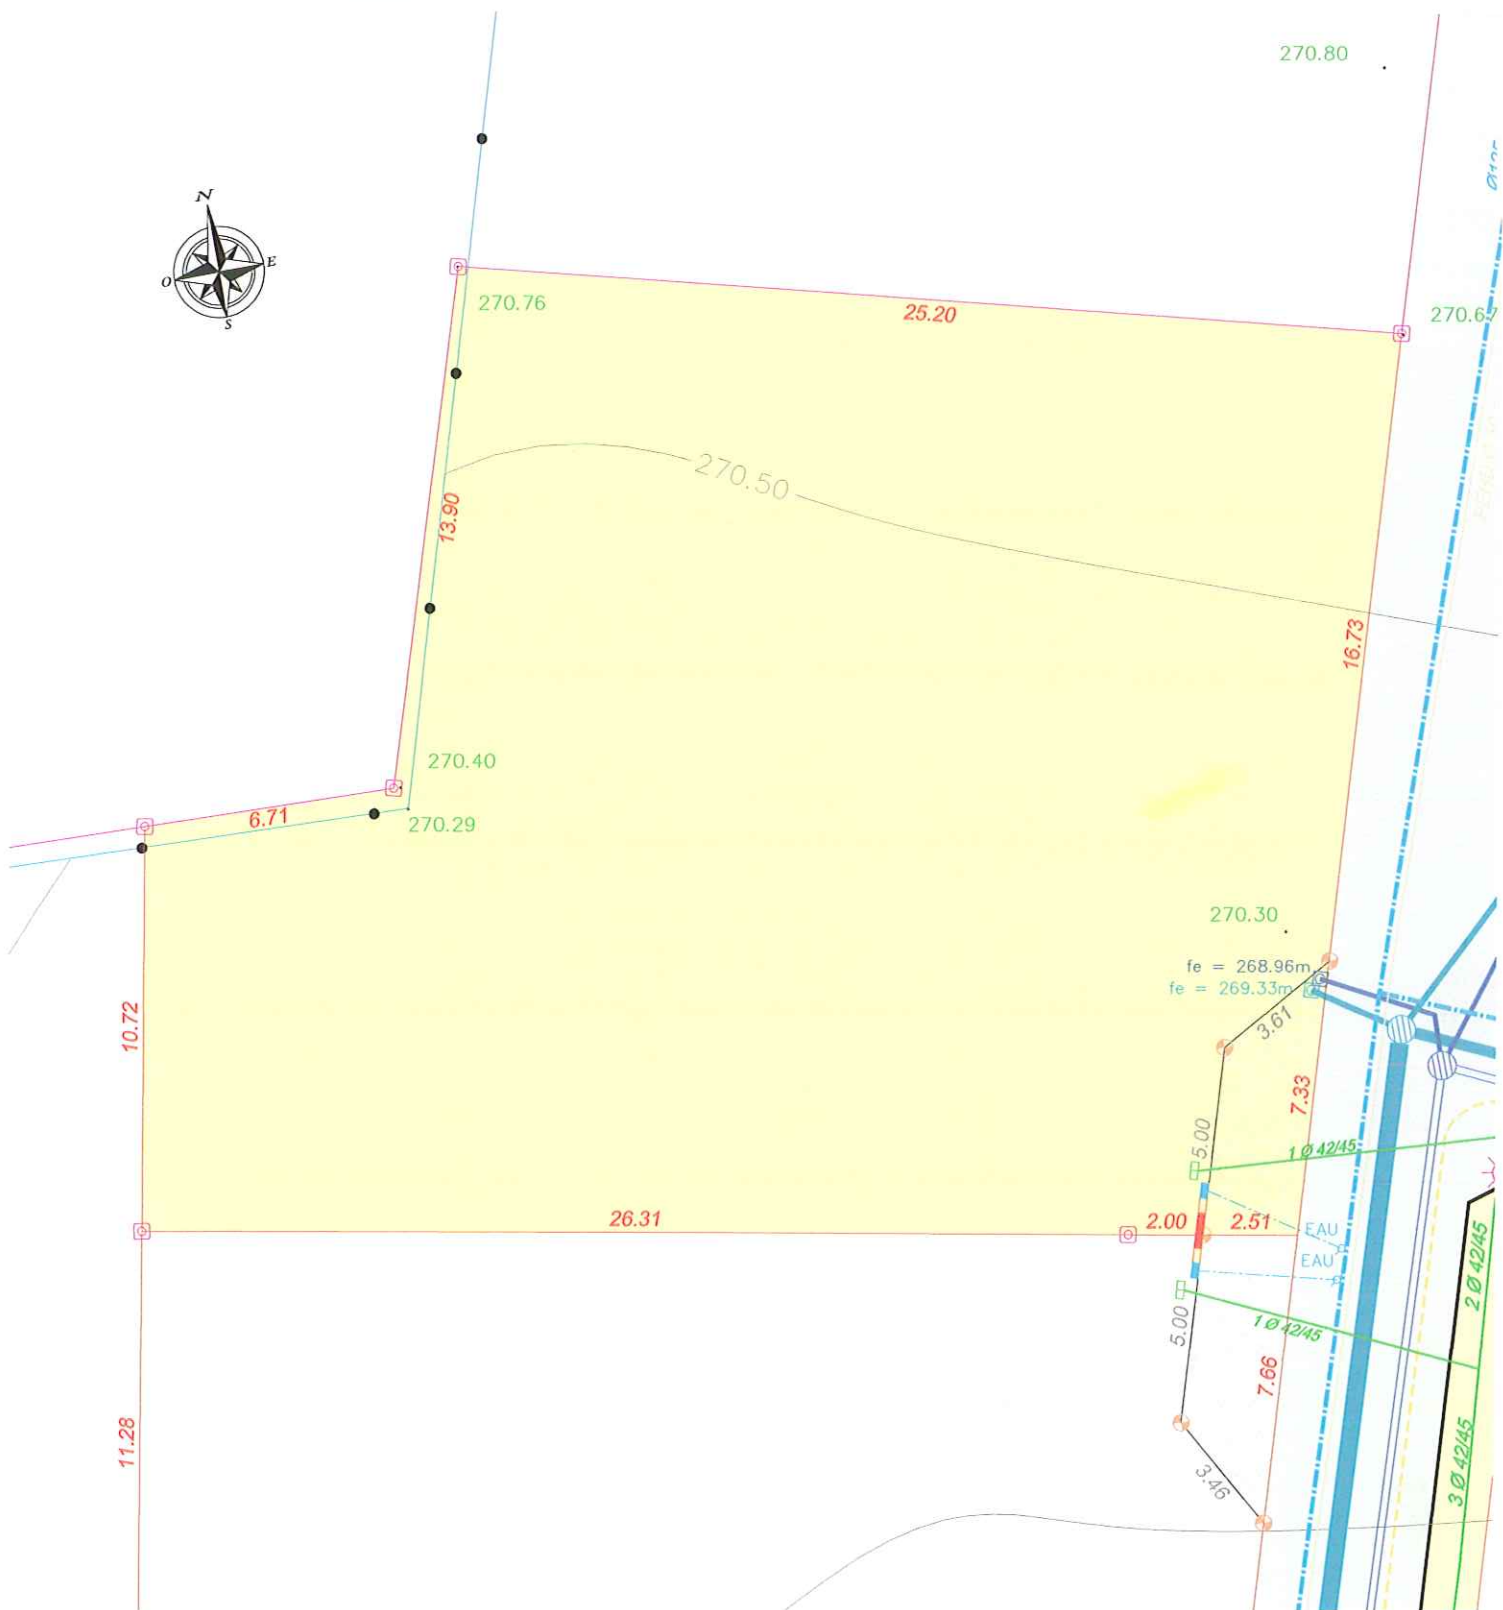 270.80
N
O
E
S
270.76
25.20
270.67
270.50
13.90
16.73
270.40
6.71
270.29
270.30
fe = 268.96m
fe = 269.33m
3.61
10.72
7.33
5.00
1 Ø 42/45
26.31
2.00
2.51
EAU
EAU
2 Ø 42/45
5.00
1 Ø 42/45
7.66
11.28
3.46
3 Ø 42/45